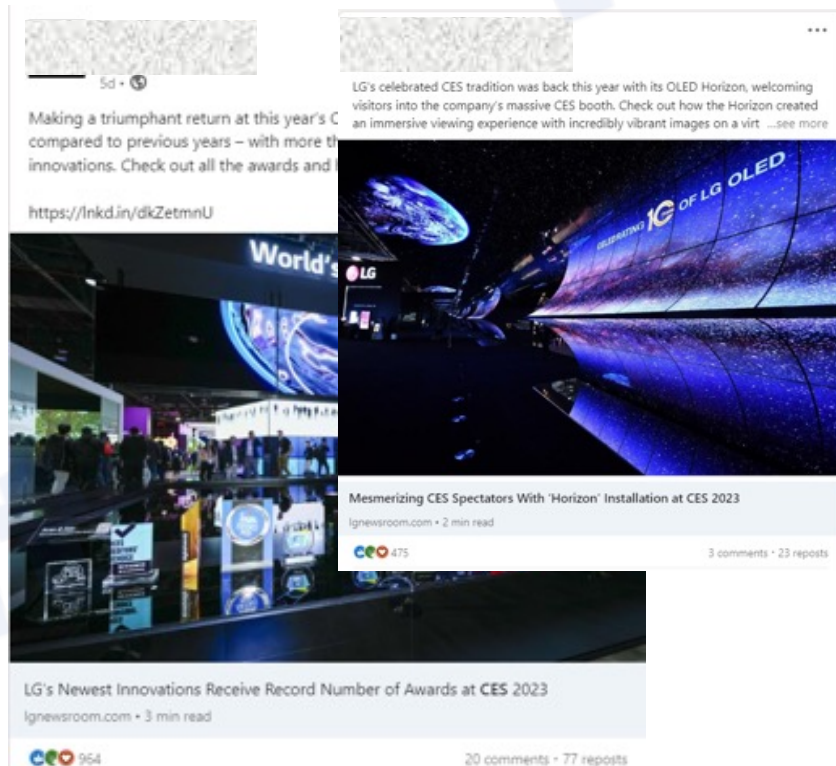 5d •
Making a triumphant return at this year's C
compared to previous years – with more th
innovations. Check out all the awards and
https://lnkd.in/dkZetmnU
World's
LG's Newest Innovations Receive Record Number of Awards at CES 2023
lgnewsroom.com • 3 min read
964
20 comments • 77 reposts
...
LG's celebrated CES tradition was back this year with its OLED Horizon, welcoming
visitors into the company's massive CES booth. Check out how the Horizon created
an immersive viewing experience with incredibly vibrant images on a virt ...see more
CELEBRATING 10 OF LG OLED
LG
Mesmerizing CES Spectators With 'Horizon' Installation at CES 2023
lgnewsroom.com • 2 min read
475
3 comments • 23 reposts